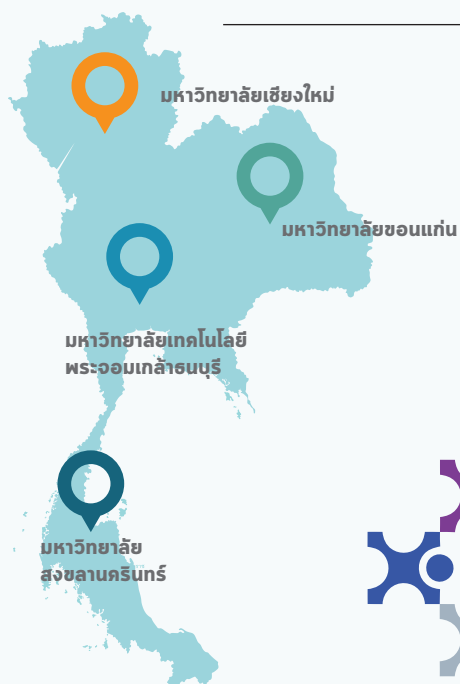 มหาวิทยาลัยเชียงใหม่
มหาวิทยาลัยขอนแก่น
มหาวิทยาลัยเทคโนโลยี
พระจอมเกล้าธนบุรี
มหาวิทยาลัย
สงขลานครินทร์